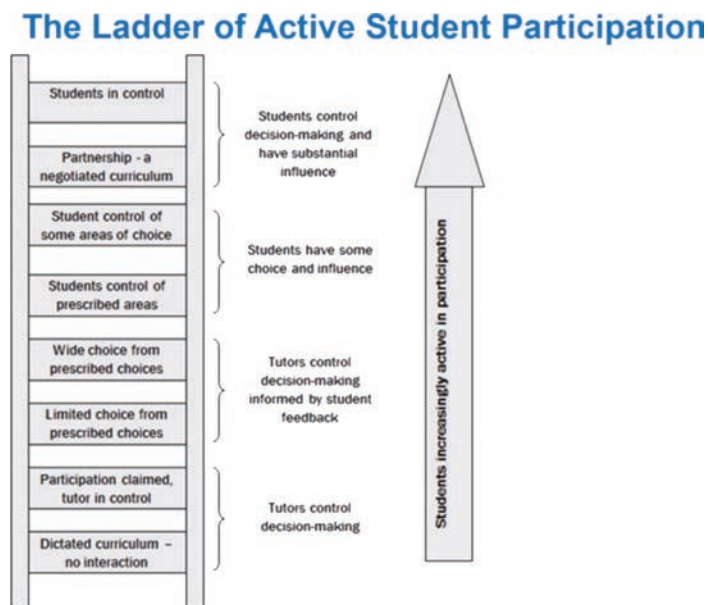 The Ladder of Active Student Participation
Students in control
Partnership - a
negotiated curriculum
Students control
decision-making and
have substantial
influence
Student control of
some areas of choice
Students control of
prescribed areas
Students have some
choice and influence
Wide choice from
prescribed choices
Limited choice from
prescribed choices
Tutors control
decision-making
informed by student
feedback
Participation claimed,
tutor in control
Dictated curriculum –
no interaction
Tutors control
decision-making
Students increasingly active in participation